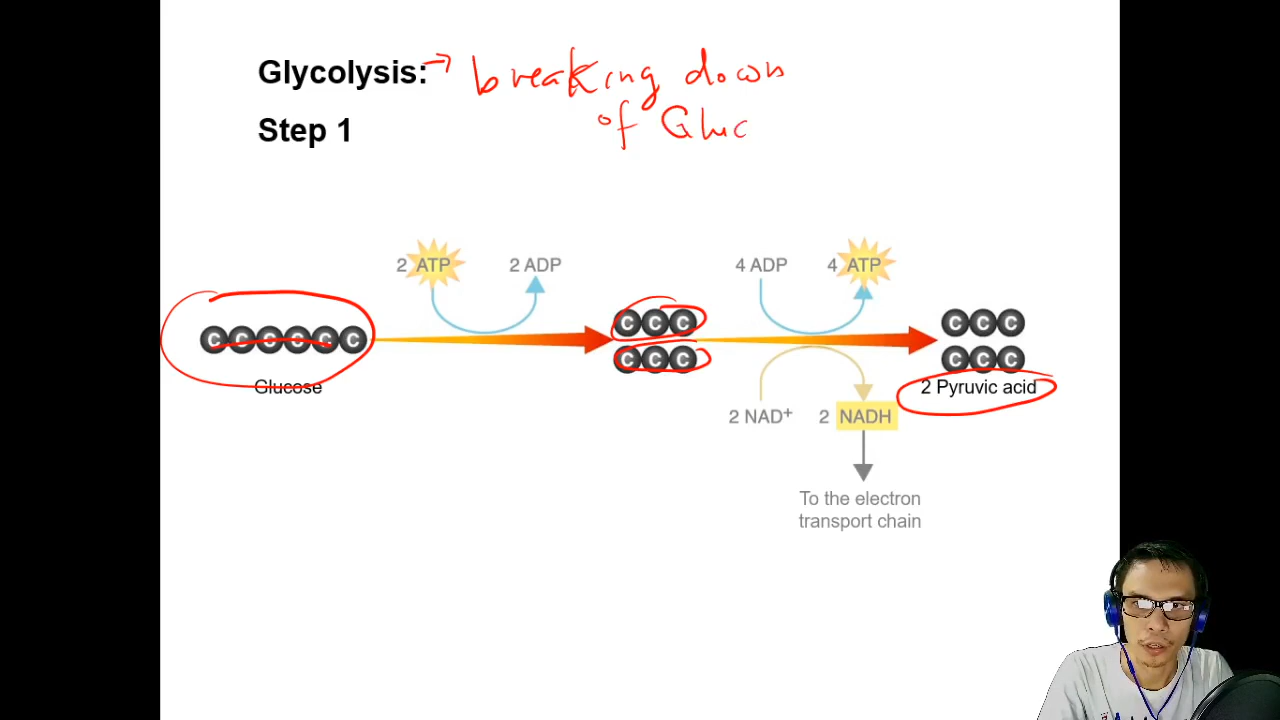 Glycolysis: → breaking down
Step 1 of Gluc
2 ATP 2 ADP 4 ADP 4 ATP
C C C C C C
C C C
C C C
C C C
C C C
Glucose
2 Pyruvic acid
2 NAD+ 2 NADH
To the electron
transport chain